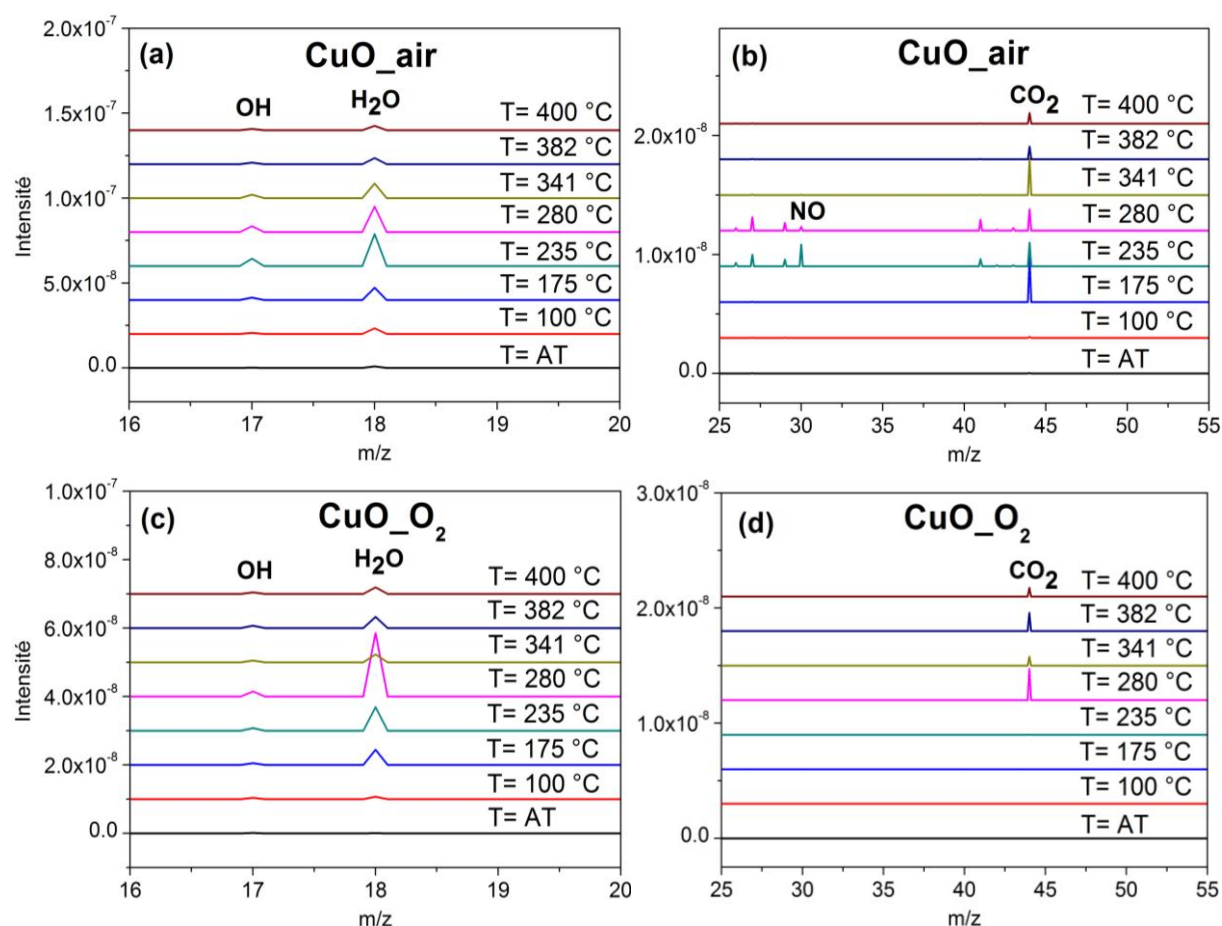 (a)
CuO_air
OH
H₂O
T= 400 °C
T= 382 °C
T= 341 °C
T= 280 °C
T= 235 °C
T= 175 °C
T= 100 °C
T= AT
2.0x10⁻⁷
1.5x10⁻⁷
1.0x10⁻⁷
5.0x10⁻⁸
0.0
Intensité
16 17 18 19 20
m/z
(b)
CuO_air
CO₂
NO
T= 400 °C
T= 382 °C
T= 341 °C
T= 280 °C
T= 235 °C
T= 175 °C
T= 100 °C
T= AT
2.0x10⁻⁸
1.0x10⁻⁸
0.0
25 30 35 40 45 50 55
m/z
(c)
CuO_O₂
OH
H₂O
T= 400 °C
T= 382 °C
T= 341 °C
T= 280 °C
T= 235 °C
T= 175 °C
T= 100 °C
T= AT
1.0x10⁻⁷
8.0x10⁻⁸
6.0x10⁻⁸
4.0x10⁻⁸
2.0x10⁻⁸
0.0
Intensité
16 17 18 19 20
m/z
(d)
CuO_O₂
CO₂
T= 400 °C
T= 382 °C
T= 341 °C
T= 280 °C
T= 235 °C
T= 175 °C
T= 100 °C
T= AT
3.0x10⁻⁸
2.0x10⁻⁸
1.0x10⁻⁸
0.0
25 30 35 40 45 50 55
m/z